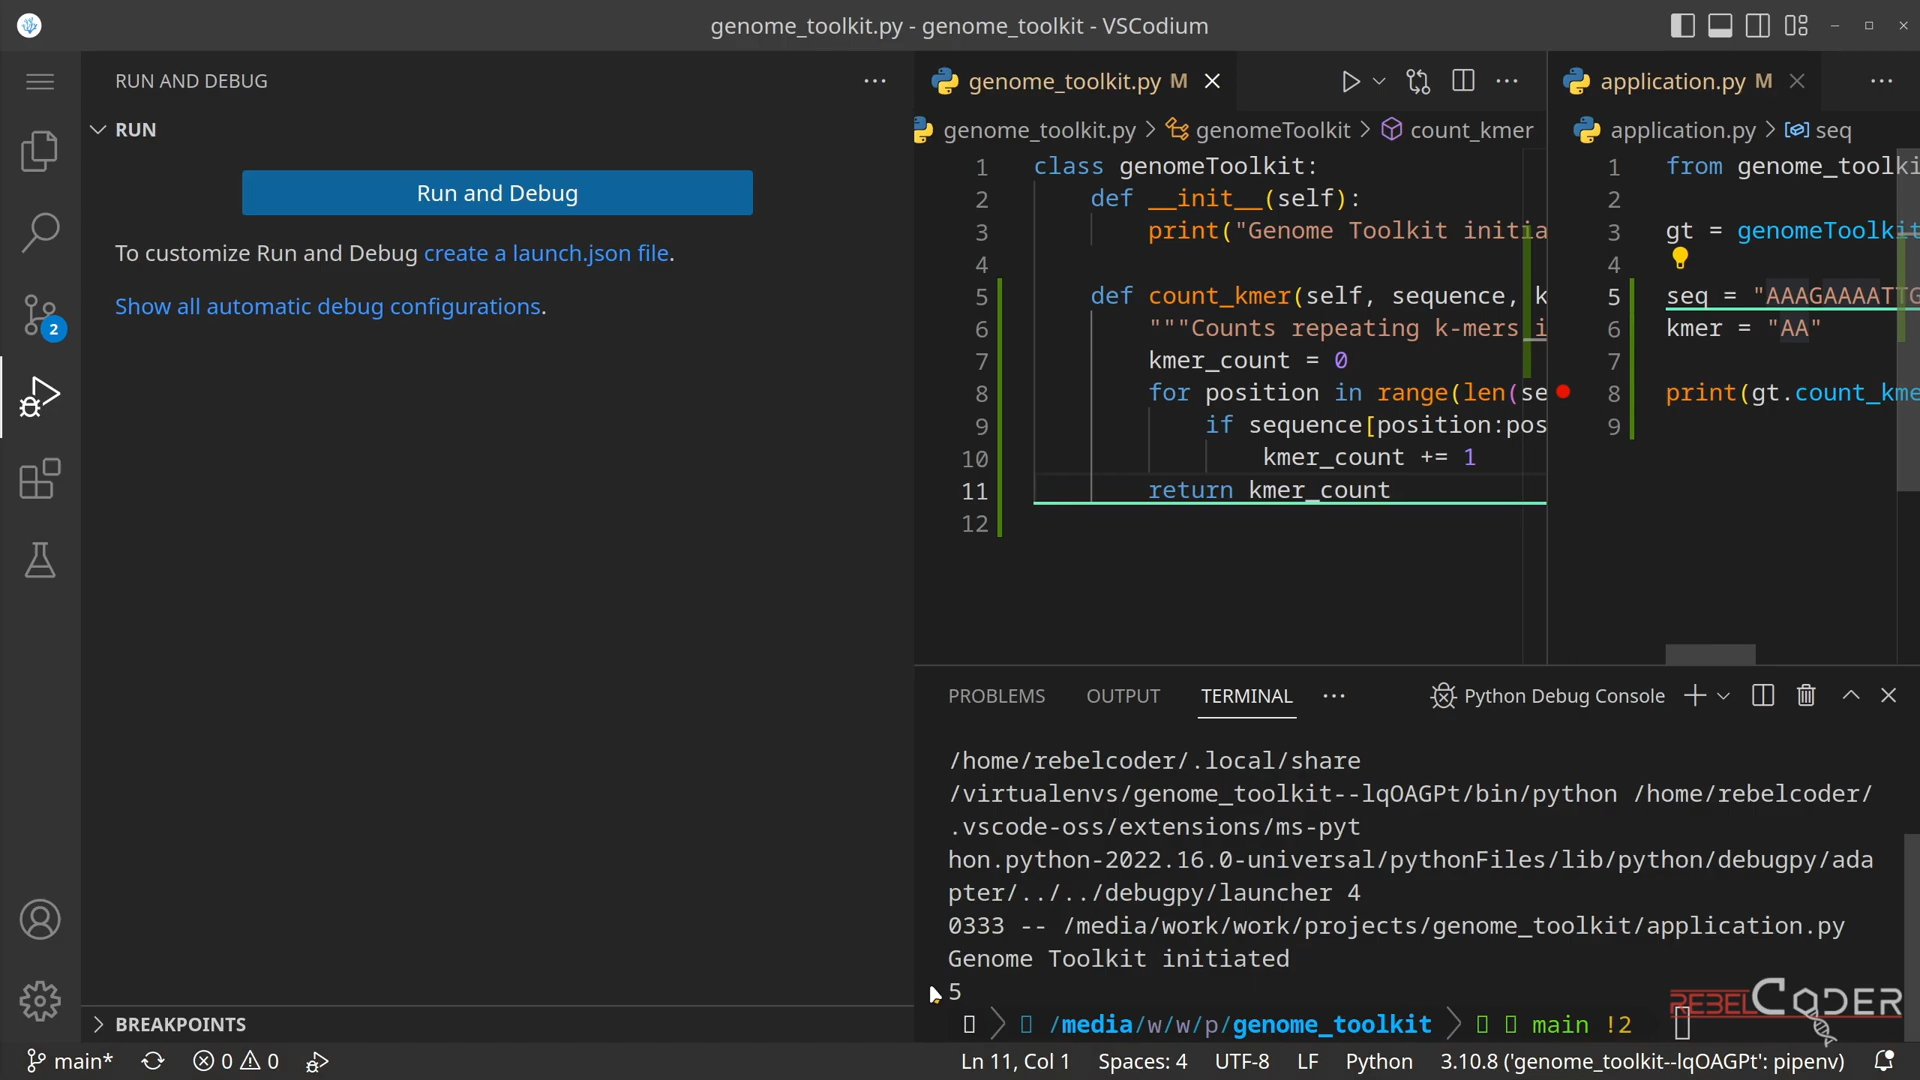 genome_toolkit.py - genome_toolkit - VSCodium
RUN AND DEBUG
RUN
Run and Debug
To customize Run and Debug create a launch.json file.
Show all automatic debug configurations.
2
genome_toolkit.py M
genome_toolkit.py > genomeToolkit > count_kmer
1 class genomeToolkit:
2 def __init__(self):
3 print("Genome Toolkit initia
4
5 def count_kmer(self, sequence, k
6 """Counts repeating k-mers i
7 kmer_count = 0
8 for position in range(len(se
9 if sequence[position:pos
10 kmer_count += 1
11 return kmer_count
12
application.py M
application.py > seq
1 from genome_toolki
2
3 gt = genomeToolkit
4
5 seq = "AAAGAAAATTG
6 kmer = "AA"
7
8 print(gt.count_kme
9
PROBLEMS OUTPUT TERMINAL Python Debug Console
/home/rebelcoder/.local/share
/virtualenvs/genome_toolkit--lqOAGPt/bin/python /home/rebelcoder/
.vscode-oss/extensions/ms-pyt
hon.python-2022.16.0-universal/pythonFiles/lib/python/debugpy/ada
pter/../../debugpy/launcher 4
0333 -- /media/work/work/projects/genome_toolkit/application.py
Genome Toolkit initiated
5
/media/w/w/p/genome_toolkit main !2
REBELCODER
BREAKPOINTS
main* 0 0 Ln 11, Col 1 Spaces: 4 UTF-8 LF Python 3.10.8 ('genome_toolkit--lqOAGPt': pipenv)